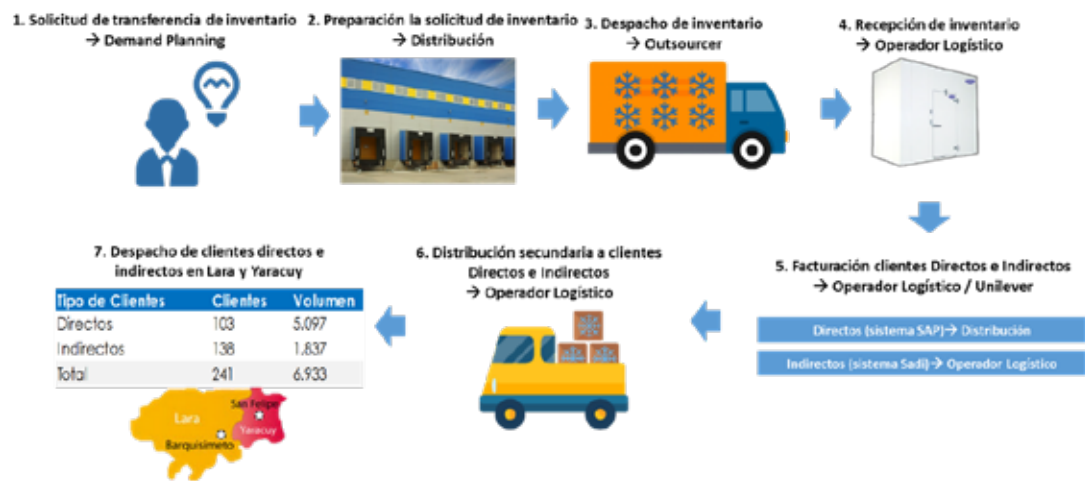 1. Solicitud de transferencia de inventario
→ Demand Planning
2. Preparación la solicitud de inventario
→ Distribución
3. Despacho de inventario
→ Outsourcer
4. Recepción de inventario
→ Operador Logístico
5. Facturación clientes Directos e Indirectos
→ Operador Logístico / Unilever
Directos (sistema SAP)→ Distribución
Indirectos (sistema Sadi)→ Operador Logístico
6. Distribución secundaria a clientes
Directos e Indirectos
→ Operador Logístico
7. Despacho de clientes directos e
indirectos en Lara y Yaracuy
Tipo de Clientes Clientes Volumen
Directos 103 5.097
Indirectos 138 1.837
Total 241 6.933
San Felipe
Lara
Yaracuy
Barquisimeto